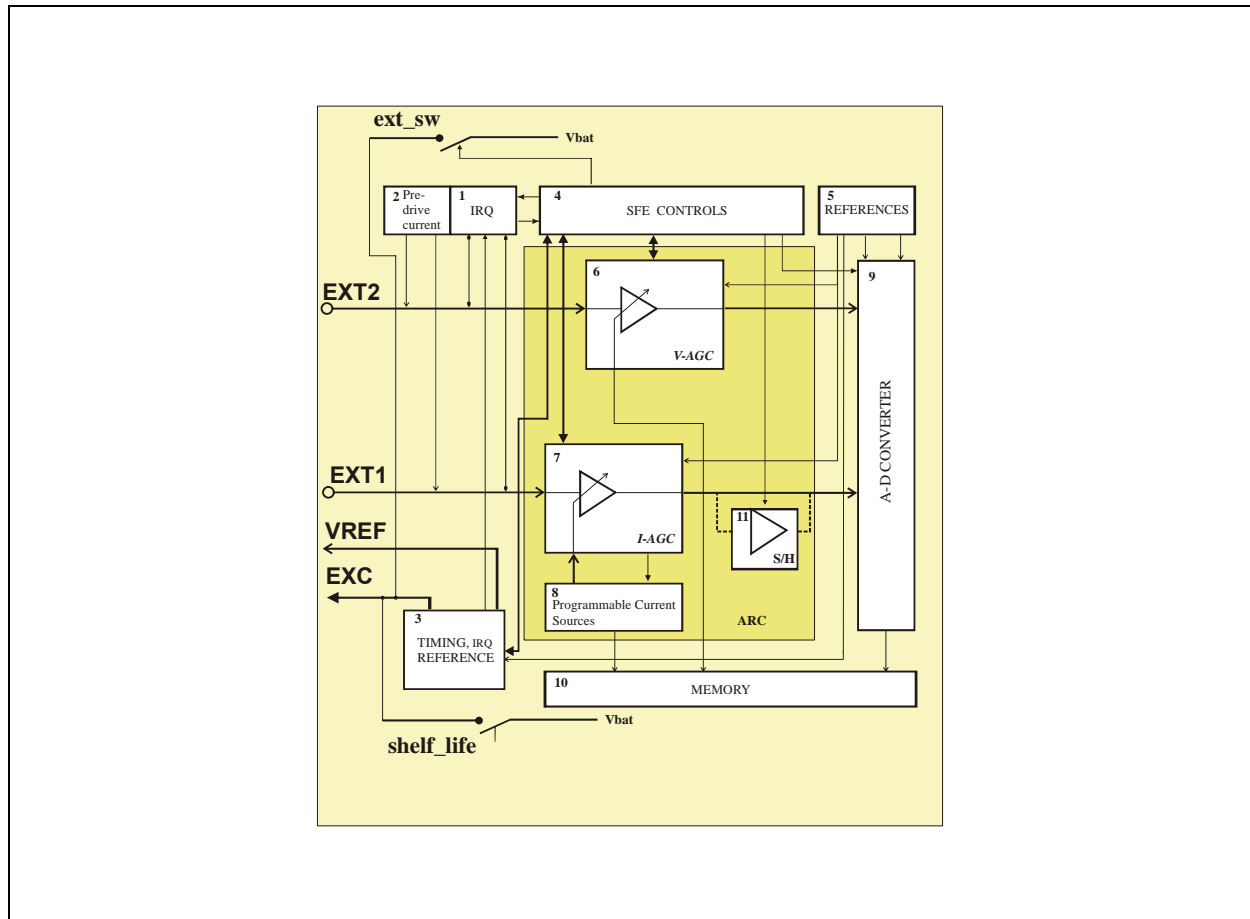 ext_sw
Vbat
2 Pre-
drive
current
1
IRQ
4
SFE CONTROLS
5
REFERENCES
6
V-AGC
9
A-D CONVERTER
EXT2
7
I-AGC
EXT1
11
S/H
VREF
EXC
8
Programmable Current
Sources
ARC
3
TIMING, IRQ
REFERENCE
10
MEMORY
Vbat
shelf_life